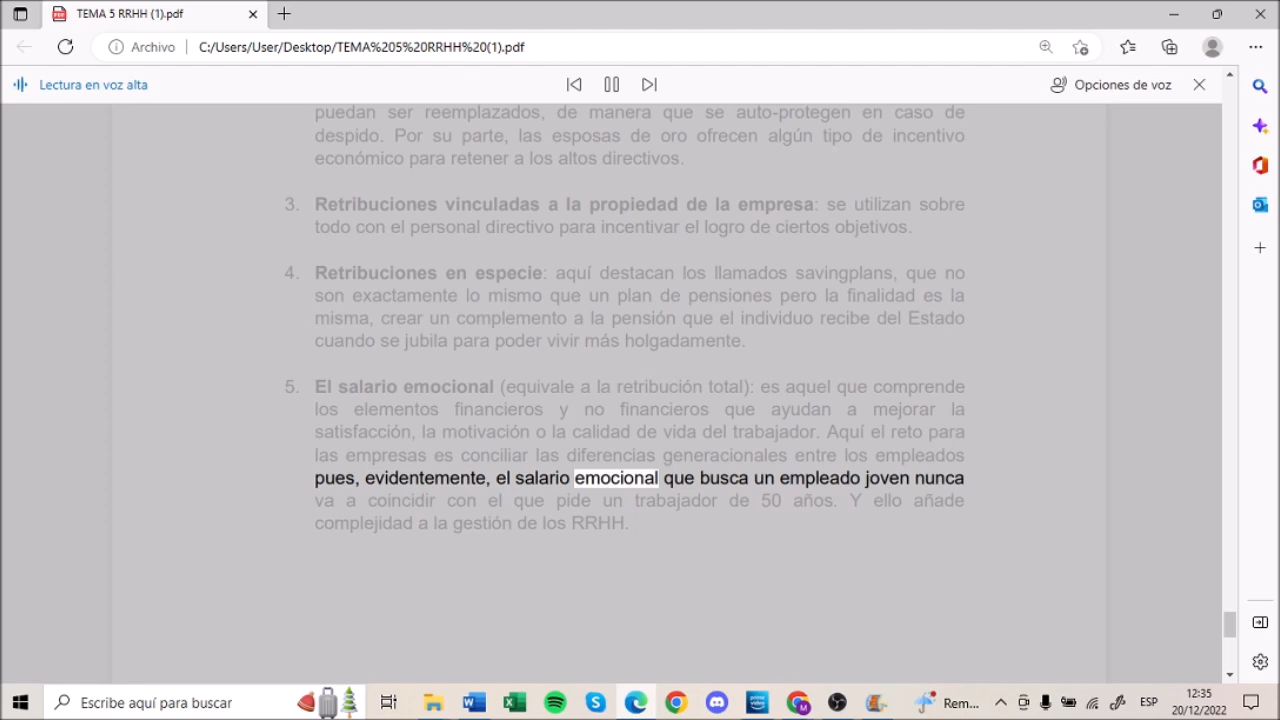 TEMA 5 RRHH (1).pdf
Archivo
C:/Users/User/Desktop/TEMA%205%20RRHH%20(1).pdf
Lectura en voz alta
Opciones de voz
puedan ser reemplazados, de manera que se auto-protegen en caso de
despido. Por su parte, las esposas de oro ofrecen algún tipo de incentivo
económico para retener a los altos directivos.
3. Retribuciones vinculadas a la propiedad de la empresa: se utilizan sobre
todo con el personal directivo para incentivar el logro de ciertos objetivos.
4. Retribuciones en especie: aquí destacan los llamados savingplans, que no
son exactamente lo mismo que un plan de pensiones pero la finalidad es la
misma, crear un complemento a la pensión que el individuo recibe del Estado
cuando se jubila para poder vivir más holgadamente.
5. El salario emocional (equivale a la retribución total): es aquel que comprende
los elementos financieros y no financieros que ayudan a mejorar la
satisfacción, la motivación o la calidad de vida del trabajador. Aquí el reto para
las empresas es conciliar las diferencias generacionales entre los empleados
pues, evidentemente, el salario emocional que busca un empleado joven nunca
va a coincidir con el que pide un trabajador de 50 años. Y ello añade
complejidad a la gestión de los RRHH.
Escribe aquí para buscar
Rem...
ESP
12:35
20/12/2022